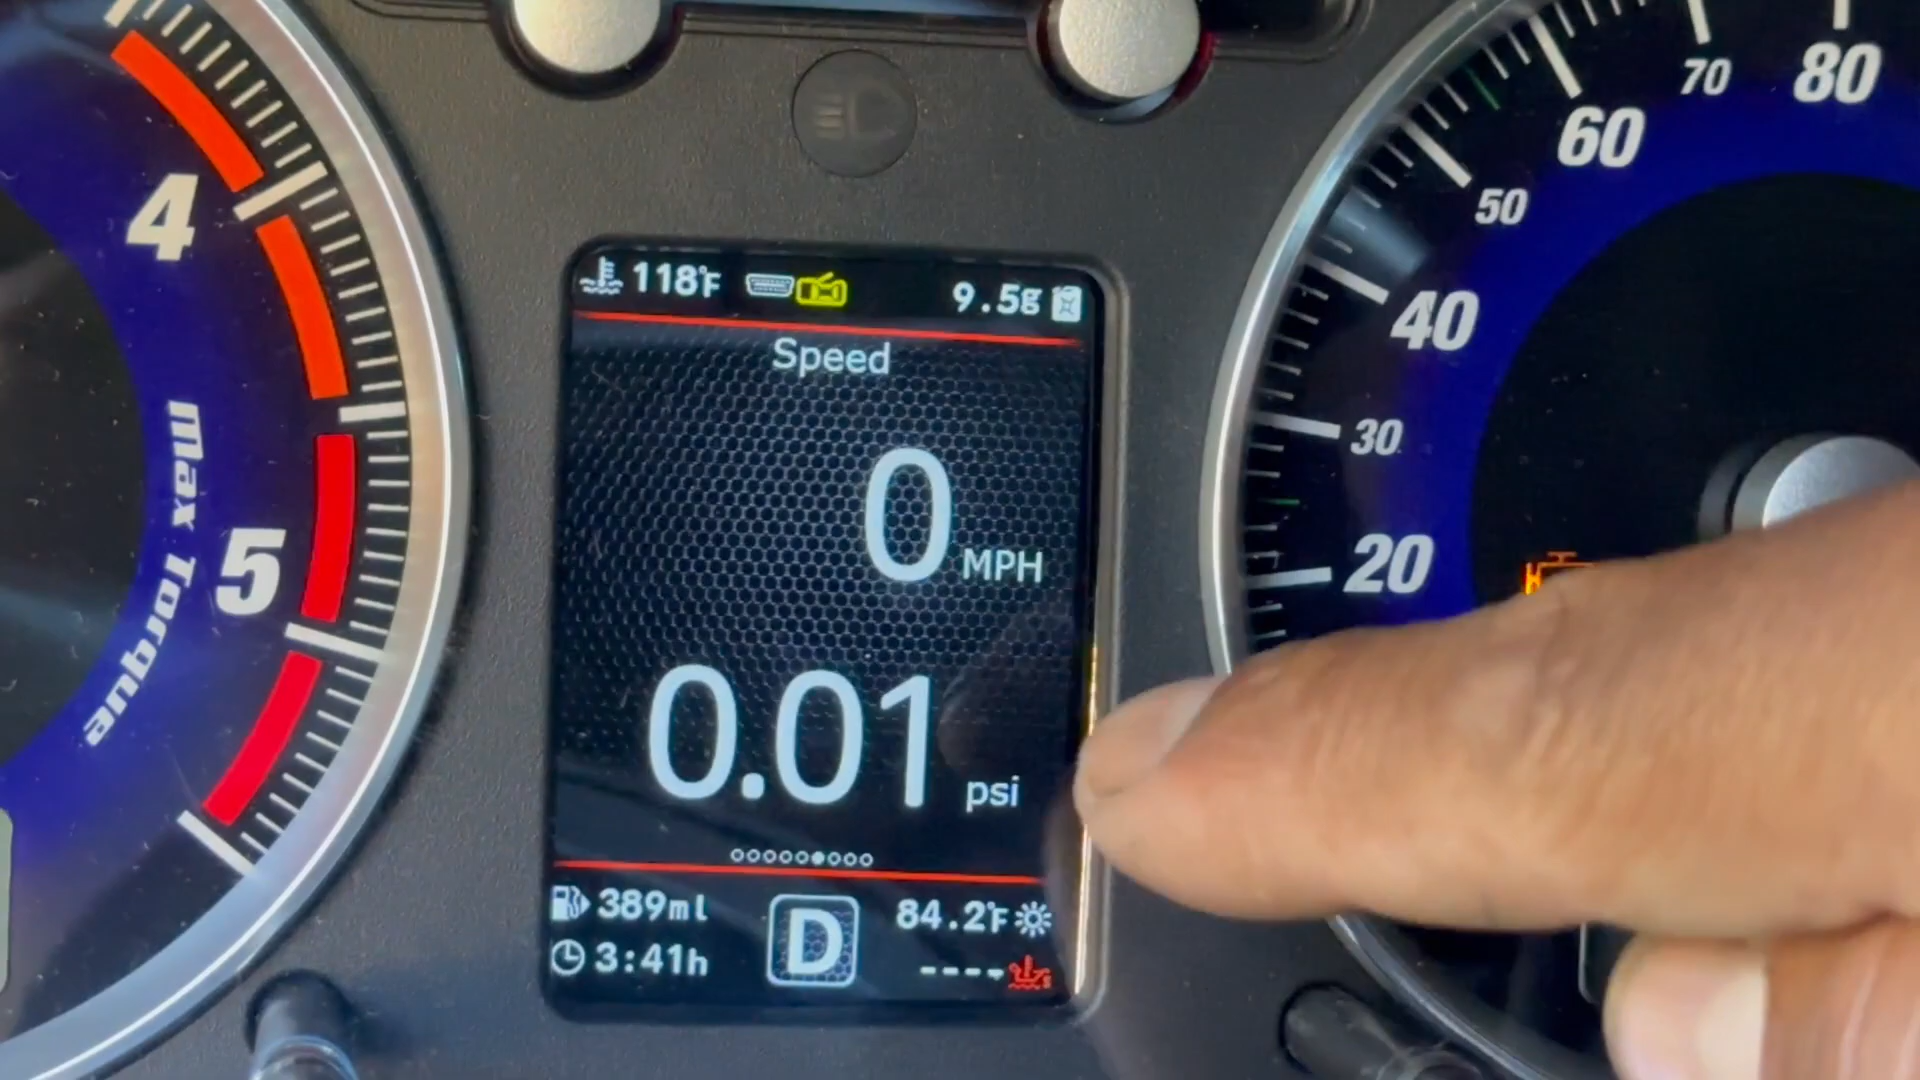 118°F
9.5g
Speed
0 MPH
0.01 psi
389ml
84.2°F
3:41h
D
----
4
5
Max Torque
80
70
60
50
40
30
20